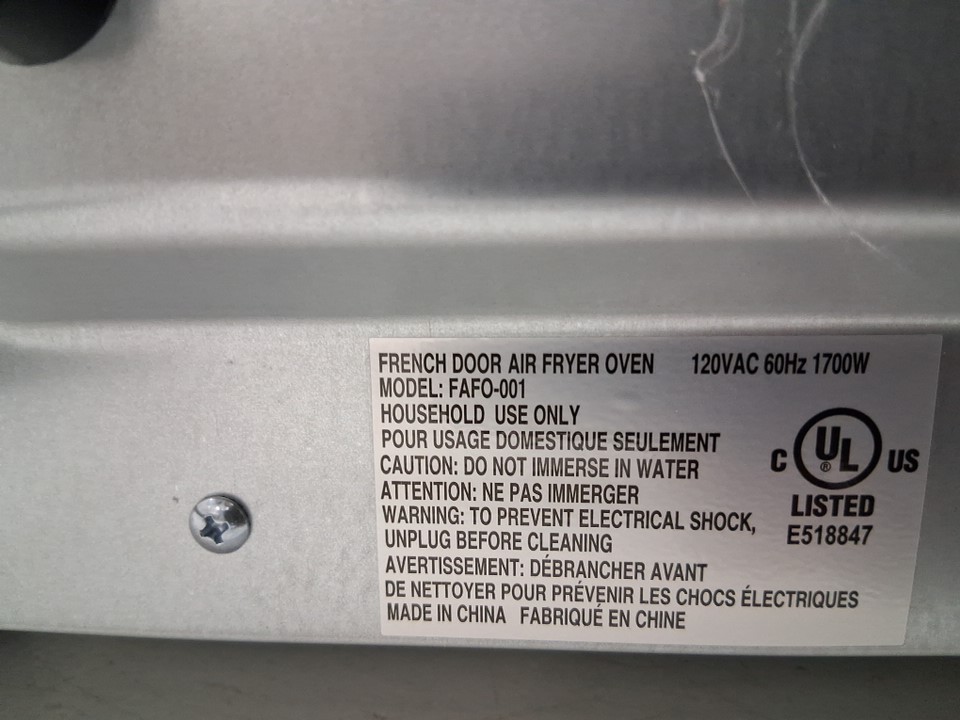 FRENCH DOOR AIR FRYER OVEN 120VAC 60Hz 1700W
MODEL: FAFO-001
HOUSEHOLD USE ONLY
POUR USAGE DOMESTIQUE SEULEMENT
CAUTION: DO NOT IMMERSE IN WATER
ATTENTION: NE PAS IMMERGER
WARNING: TO PREVENT ELECTRICAL SHOCK,
UNPLUG BEFORE CLEANING
AVERTISSEMENT: DÉBRANCHER AVANT
DE NETTOYER POUR PRÉVENIR LES CHOCS ÉLECTRIQUES
MADE IN CHINA FABRIQUÉ EN CHINE
C UL ® US
LISTED
E518847